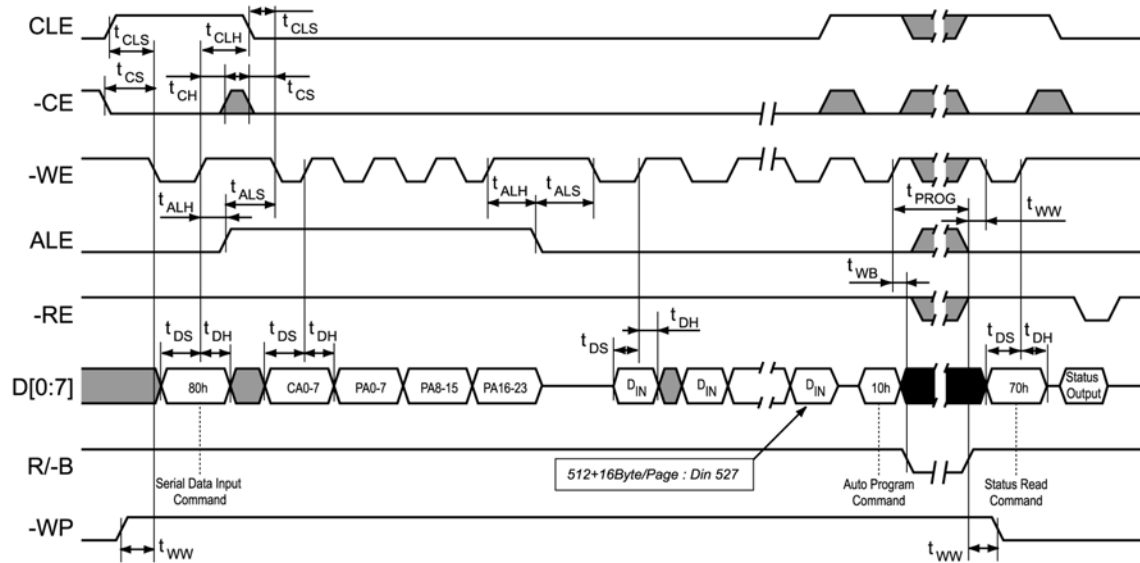 CLE
tCLS
tCLH
tCLS
-CE
tCS
tCH
tCS
-WE
tALH
tALS
tALH
tALS
tPROG
tWW
ALE
tWB
-RE
tDS
tDH
tDS
tDH
tDS
tDH
tDS
tDH
D[0:7]
80h
CA0-7
PA0-7
PA8-15
PA16-23
DIN
DIN
DIN
10h
70h
Status
Output
R/-B
Serial Data Input
Command
512+16Byte/Page : Din 527
Auto Program
Command
Status Read
Command
-WP
tWW
tWW